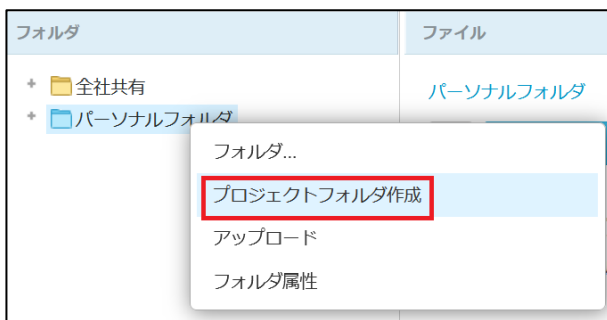 フォルダ
ファイル
全社共有
パーソナルフォルダ
パーソナルフォルダ
フォルダ...
プロジェクトフォルダ作成
アップロード
フォルダ属性